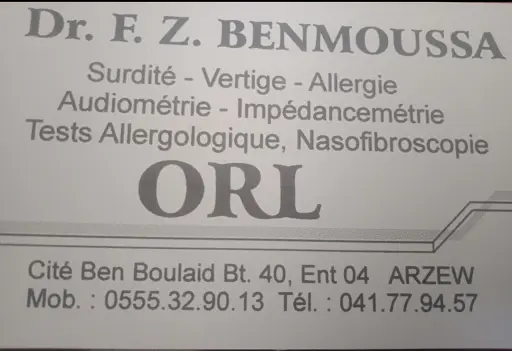 Dr. F. Z. BENMOUSSA
Surdité - Vertige - Allergie
Audiométrie - Impédancemétrie
Tests Allergologique, Nasofibroscopie
ORL
Cité Ben Boulaid Bt. 40, Ent 04 ARZEW
Mob. : 0555.32.90.13 Tél. : 041.77.94.57